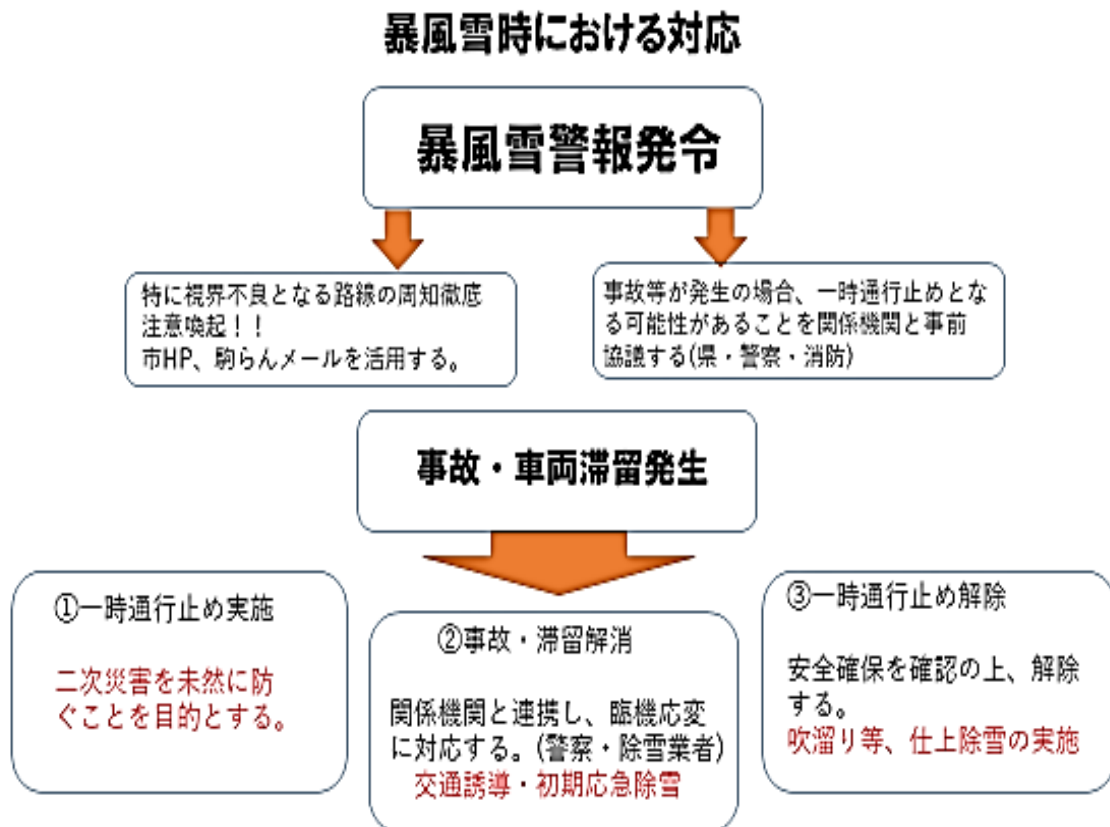 暴風雪時における対応
暴風雪警報発令
特に視界不良となる路線の周知徹底
注意喚起！！
市HP、駒らんメールを活用する。
事故等が発生の場合、一時通行止めとな
る可能性があることを関係機関と事前
協議する(県・警察・消防)
事故・車両滞留発生
①一時通行止め実施
二次災害を未然に防
ぐことを目的とする。
②事故・滞留解消
関係機関と連携し、臨機応変
に対応する。(警察・除雪業者)
交通誘導・初期応急除雪
③一時通行止め解除
安全確保を確認の上、解除
する。
吹溜り等、仕上除雪の実施